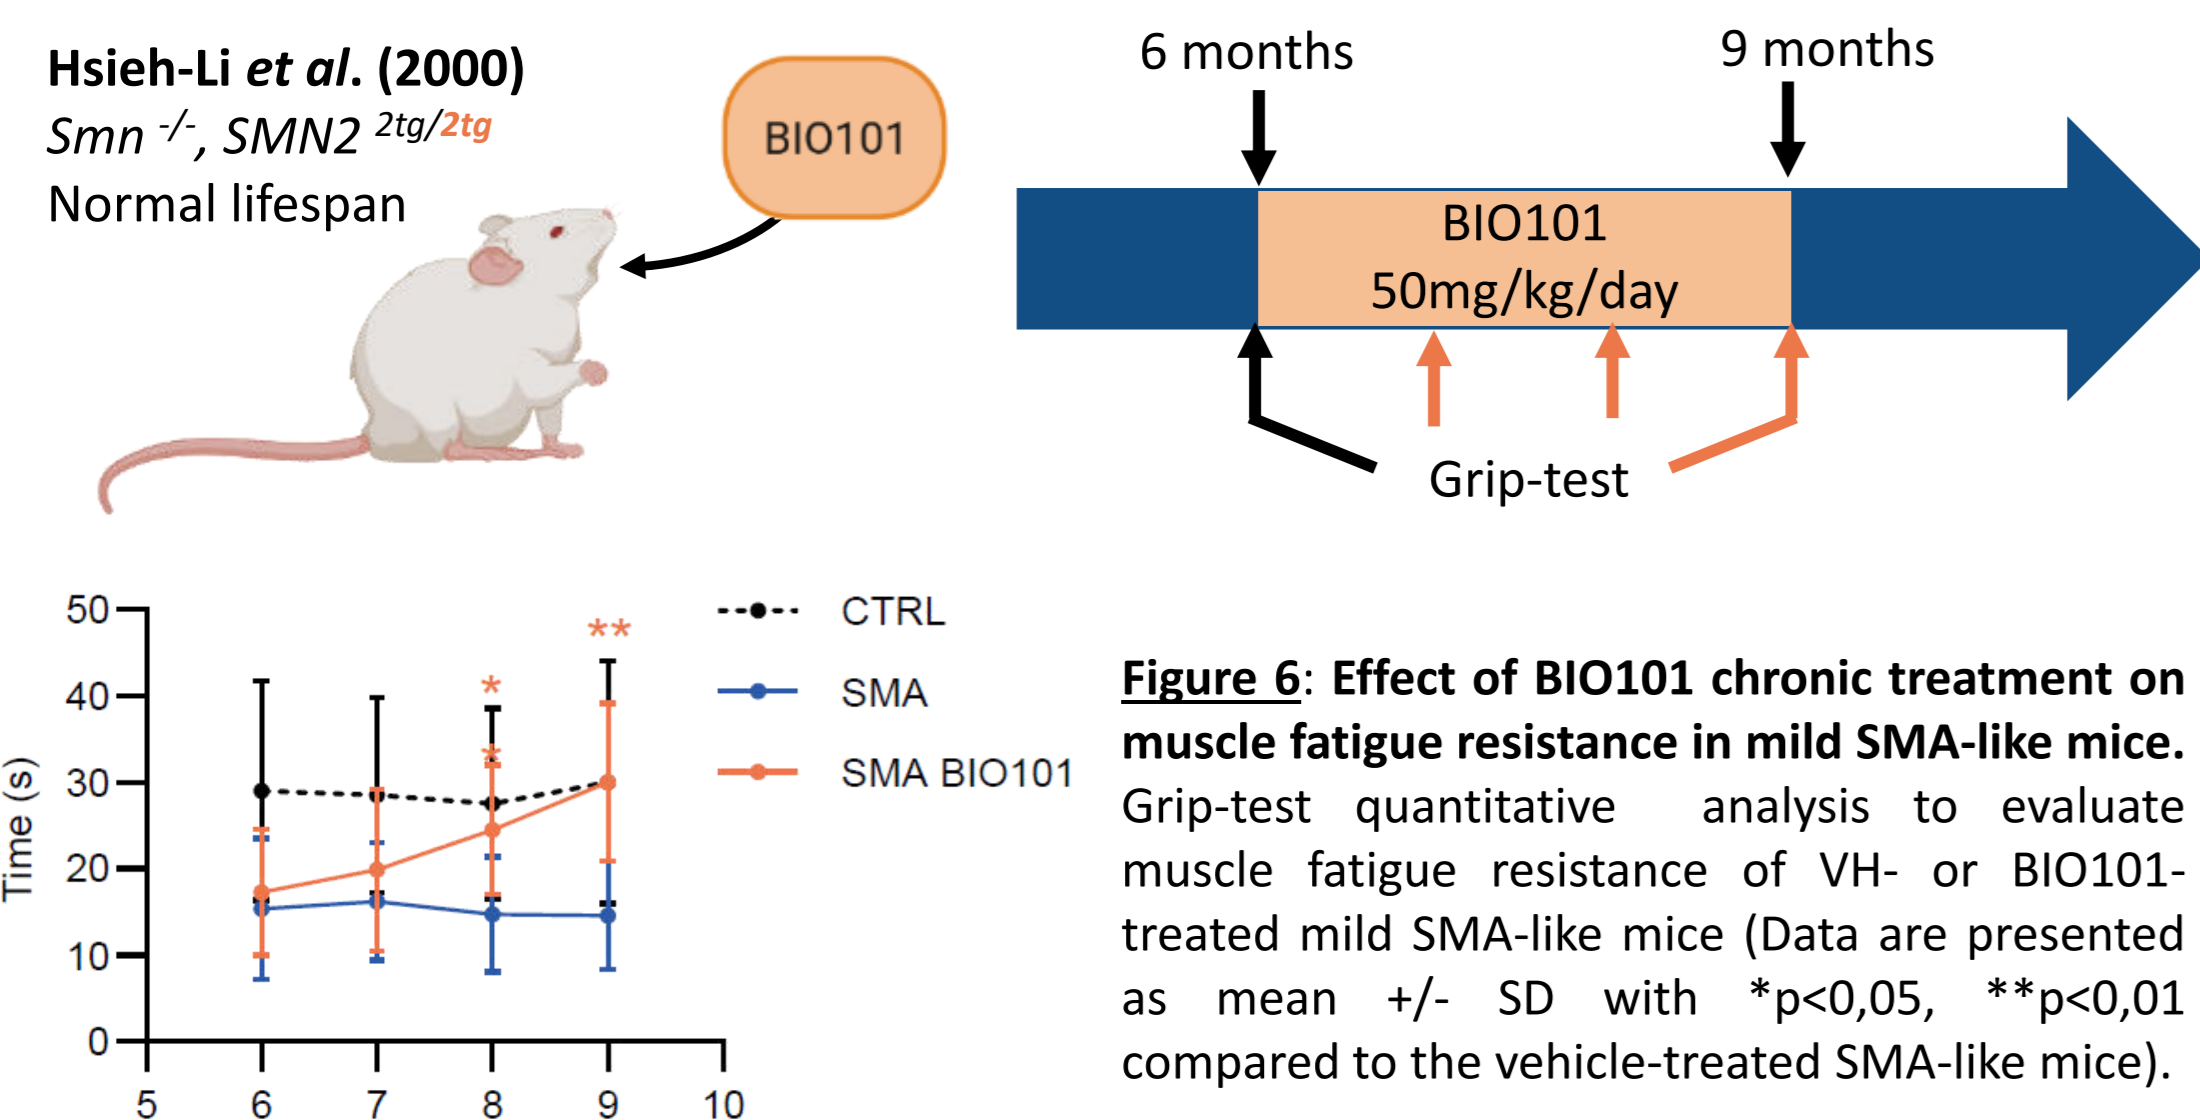 Hsieh-Li et al. (2000)
Smn -/-, SMN2 2tg/2tg
Normal lifespan
BIO101
6 months
9 months
BIO101
50mg/kg/day
Grip-test
50
40
30
20
10
0
Time (s)
5 6 7 8 9 10
*
*
**
CTRL
SMA
SMA BIO101
Figure 6: Effect of BIO101 chronic treatment on
muscle fatigue resistance in mild SMA-like mice.
Grip-test quantitative analysis to evaluate
muscle fatigue resistance of VH- or BIO101-
treated mild SMA-like mice (Data are presented
as mean +/- SD with *p<0,05, **p<0,01
compared to the vehicle-treated SMA-like mice).